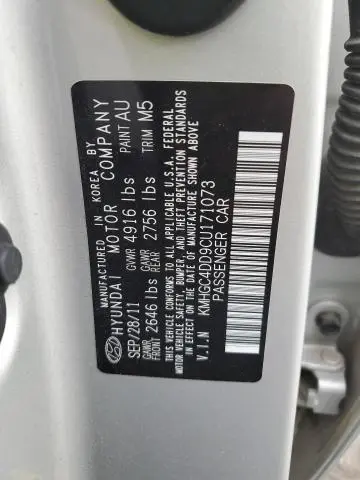 MANUFACTURED IN KOREA BY
HYUNDAI MOTOR COMPANY
SEP/28/11 GVWR 4916 lbs PAINT AU
GAWR FRONT 2646 lbs GAWR REAR 2756 lbs TRIM M5
THIS VEHICLE CONFORMS TO ALL APPLICABLE U.S.A. FEDERAL
MOTOR VEHICLE SAFETY, BUMPER, AND THEFT PREVENTION
STANDARDS IN EFFECT ON THE DATE OF MANUFACTURE SHOWN ABOVE
V.I.N KMHGC4DD9CU171073
PASSENGER CAR